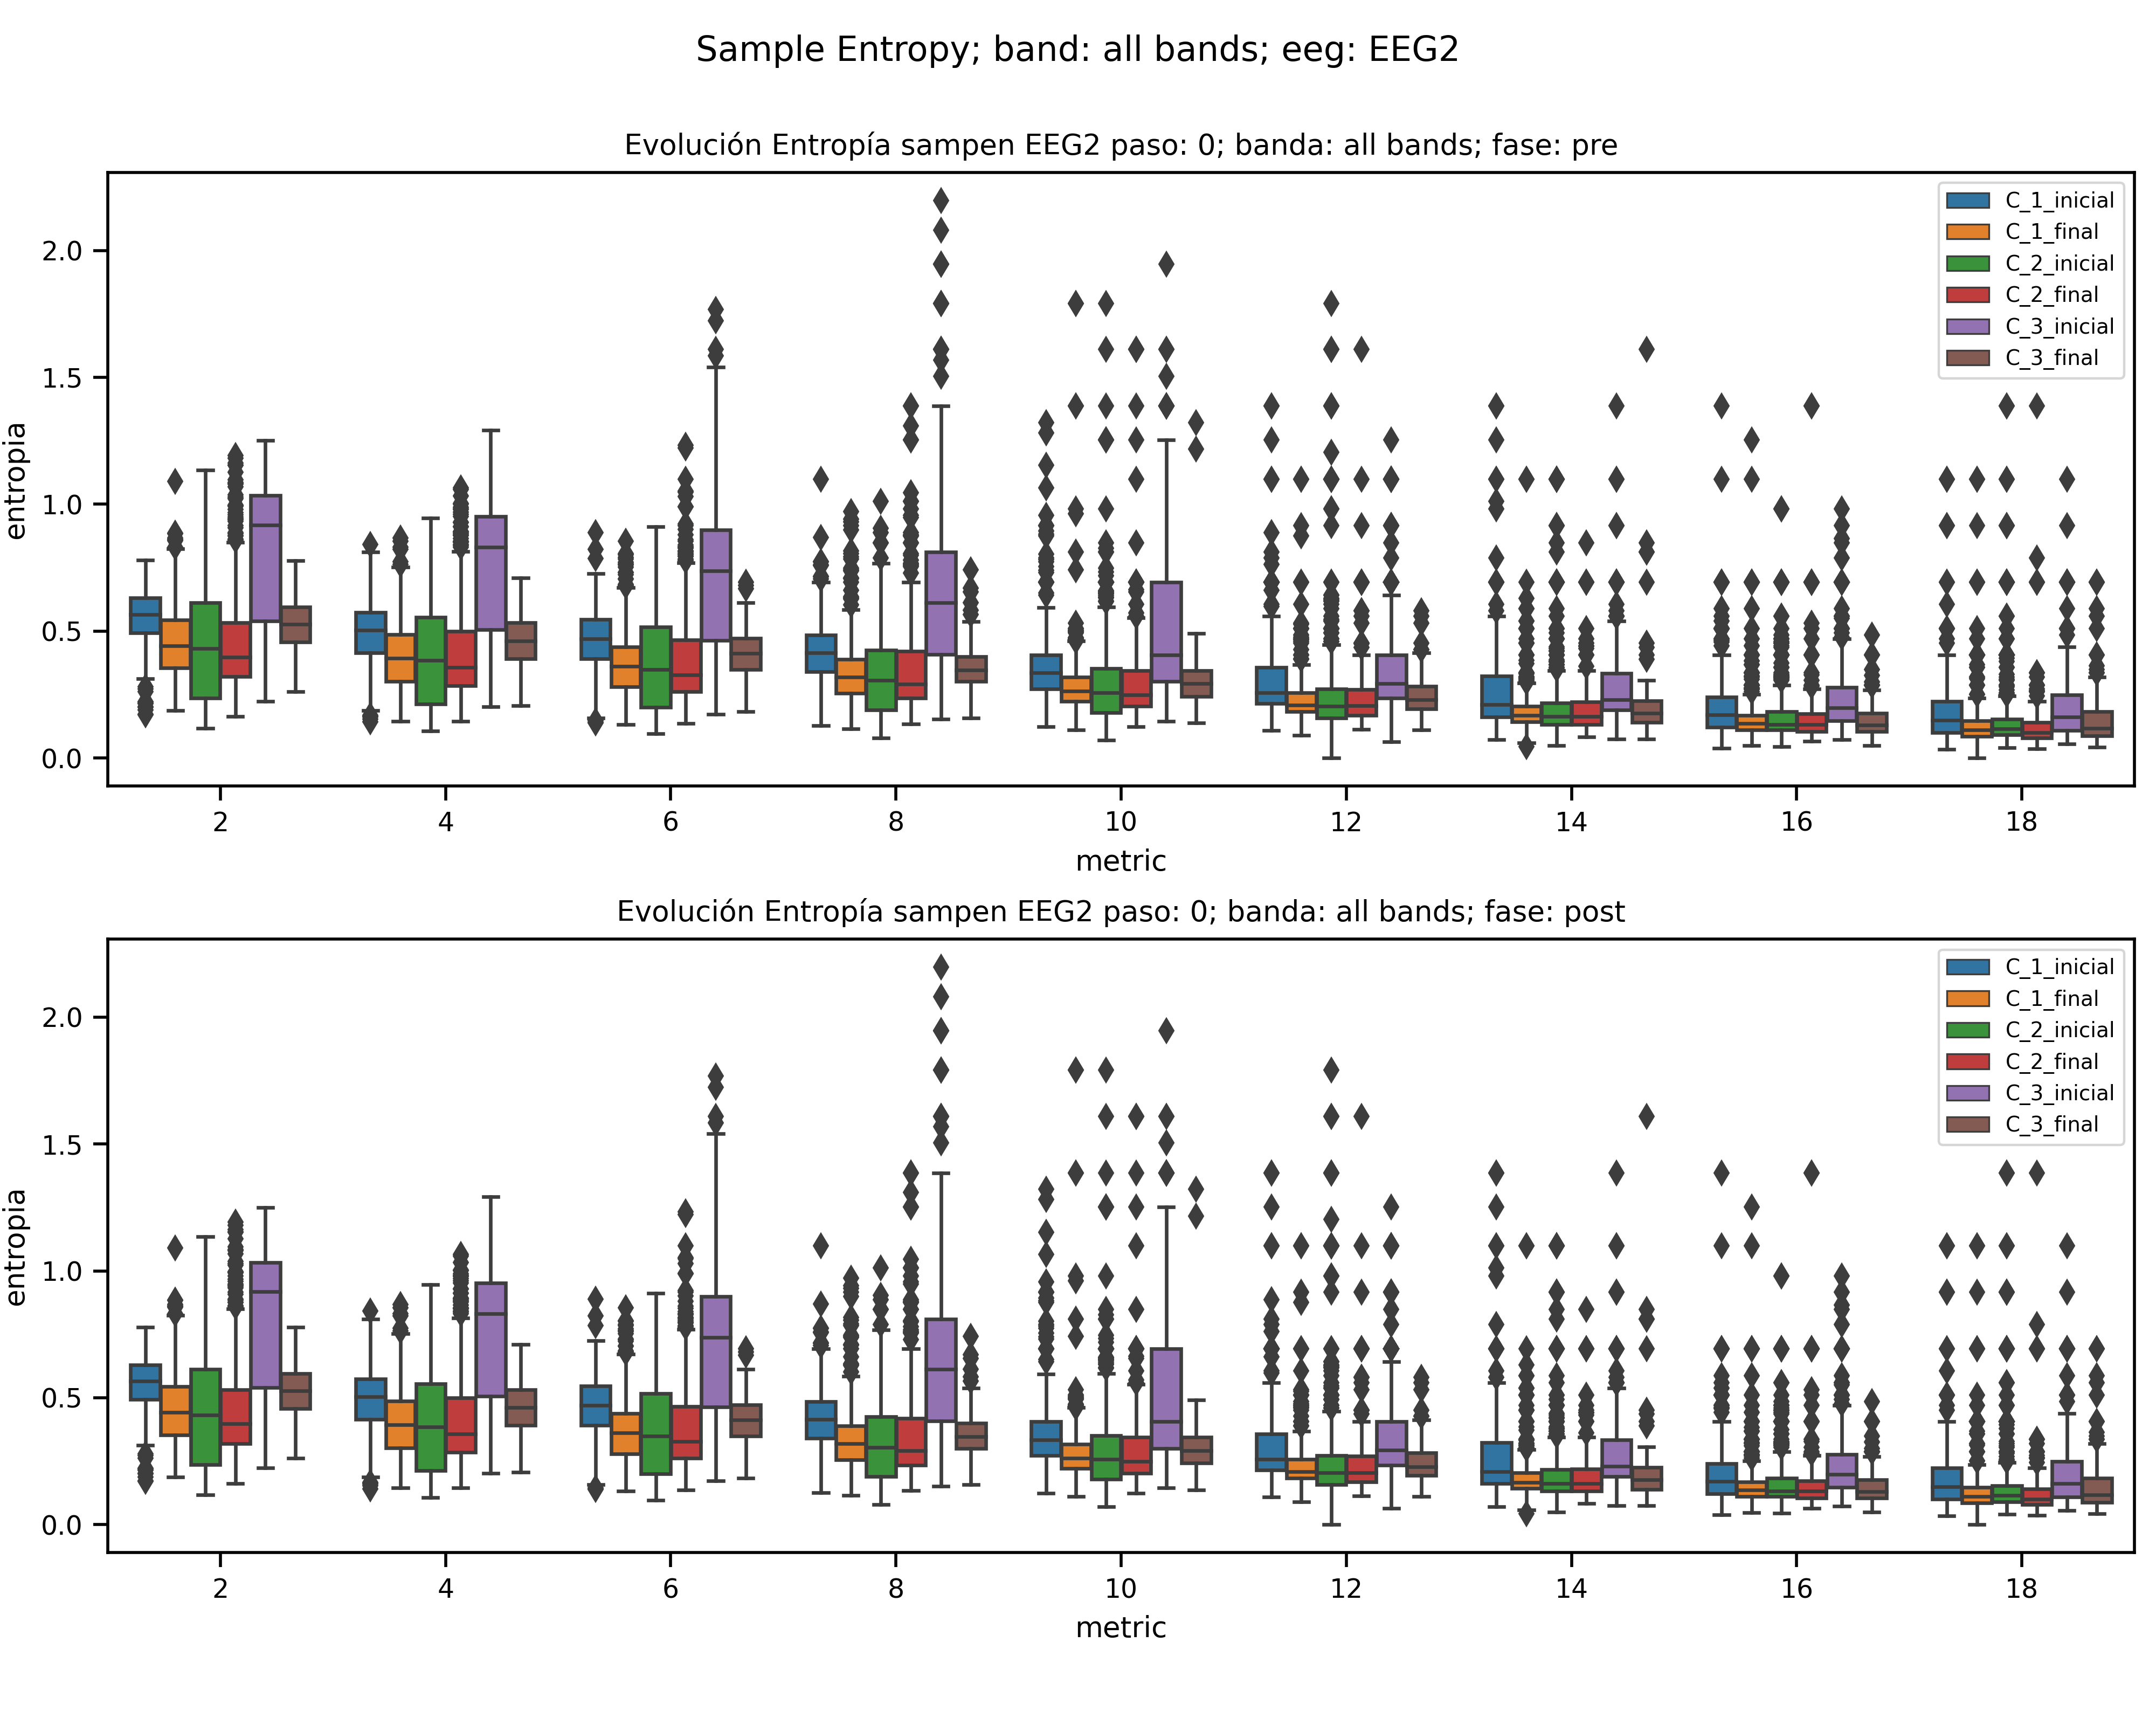 Sample Entropy; band: all bands; eeg: EEG2
Evolución Entropía sampen EEG2 paso: 0; banda: all bands; fase: pre
entropia
2.0
1.5
1.0
0.5
0.0
C_1_inicial
C_1_final
C_2_inicial
C_2_final
C_3_inicial
C_3_final
2 4 6 8 10 12 14 16 18
metric
Evolución Entropía sampen EEG2 paso: 0; banda: all bands; fase: post
entropia
2.0
1.5
1.0
0.5
0.0
C_1_inicial
C_1_final
C_2_inicial
C_2_final
C_3_inicial
C_3_final
2 4 6 8 10 12 14 16 18
metric